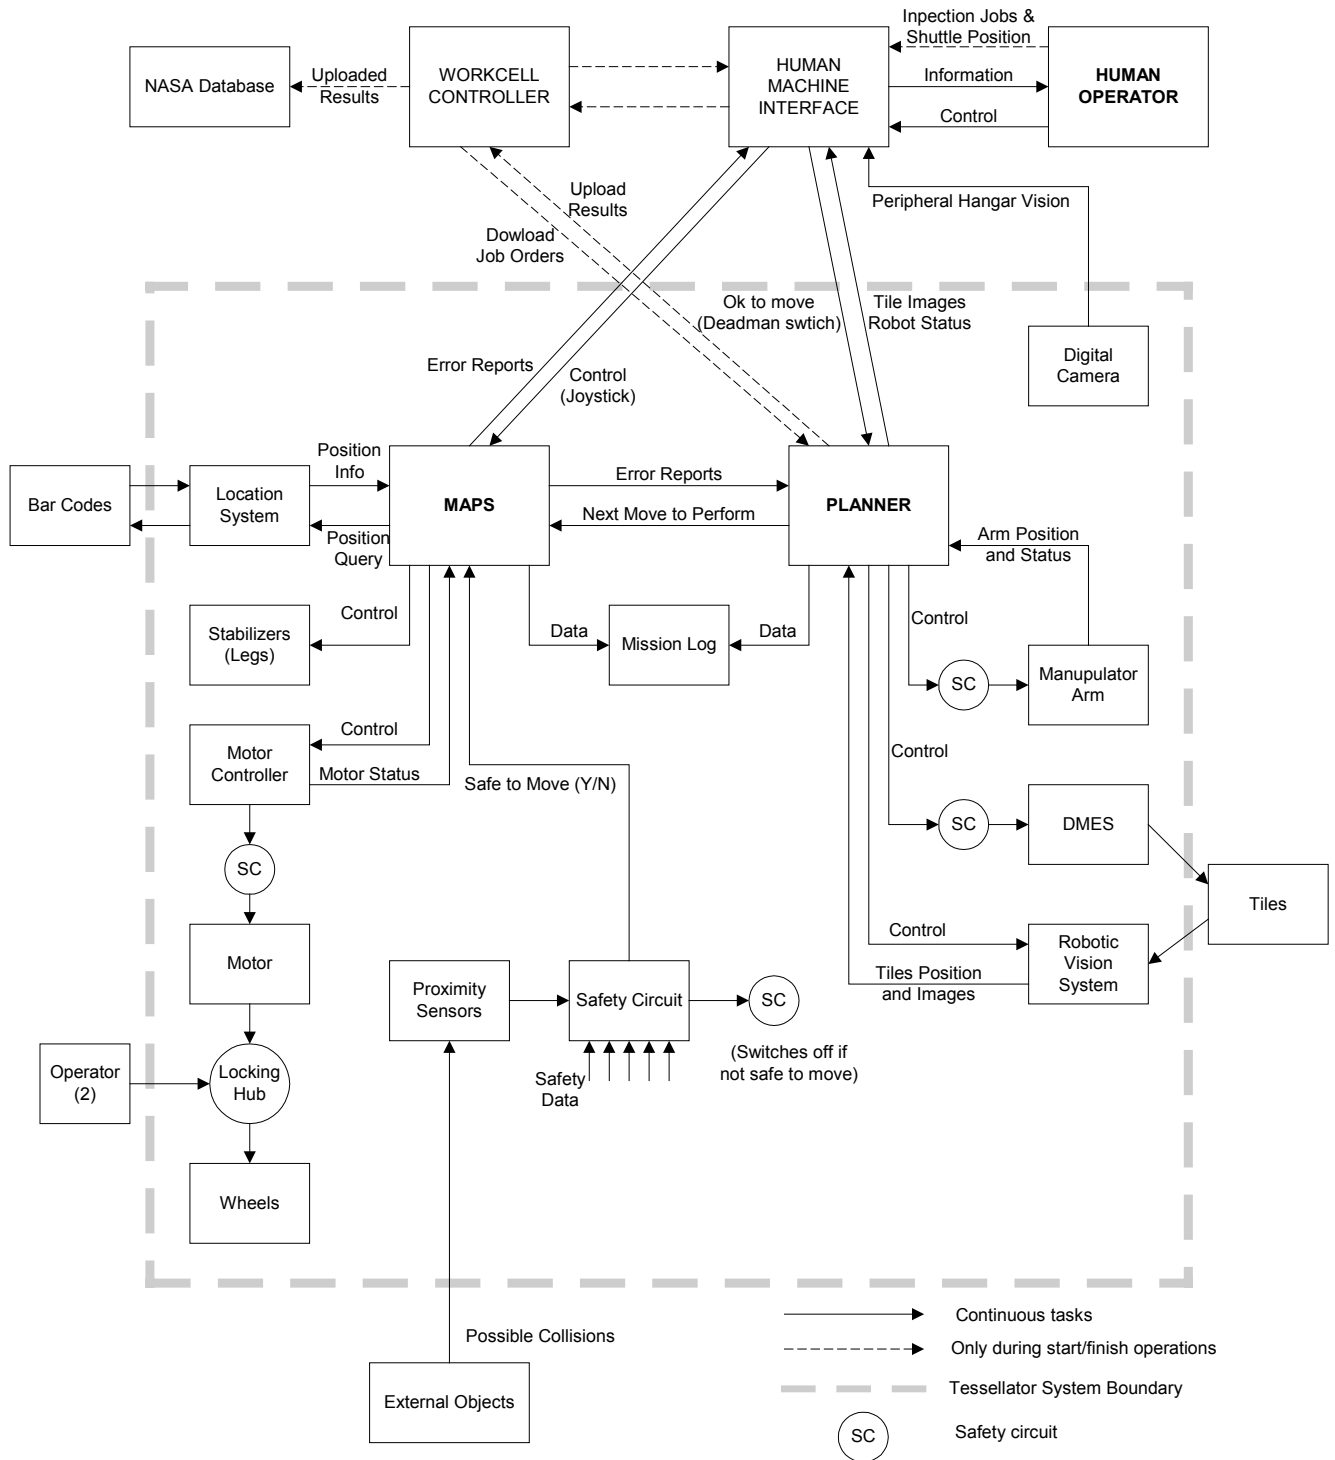 Inpection Jobs &
Shuttle Position
NASA Database
Uploaded
Results
WORKCELL
CONTROLLER
HUMAN
MACHINE
INTERFACE
Information
Control
HUMAN
OPERATOR
Upload
Results
Dowload
Job Orders
Peripheral Hangar Vision
Ok to move
(Deadman swtich)
Tile Images
Robot Status
Digital
Camera
Error Reports
Control
(Joystick)
Bar Codes
Location
System
Position
Info
Position
Query
MAPS
Error Reports
Next Move to Perform
PLANNER
Arm Position
and Status
Control
Stabilizers
(Legs)
Data
Mission Log
Data
Control
SC
Manupulator
Arm
Motor
Controller
Control
Motor Status
Safe to Move (Y/N)
Control
SC
DMES
SC
Tiles
Motor
Proximity
Sensors
Safety Circuit
SC
Control
Tiles Position
and Images
Robotic
Vision
System
(Switches off if
not safe to move)
Safety
Data
Operator
(2)
Locking
Hub
Wheels
Possible Collisions
External Objects
Continuous tasks
Only during start/finish operations
Tessellator System Boundary
SC
Safety circuit